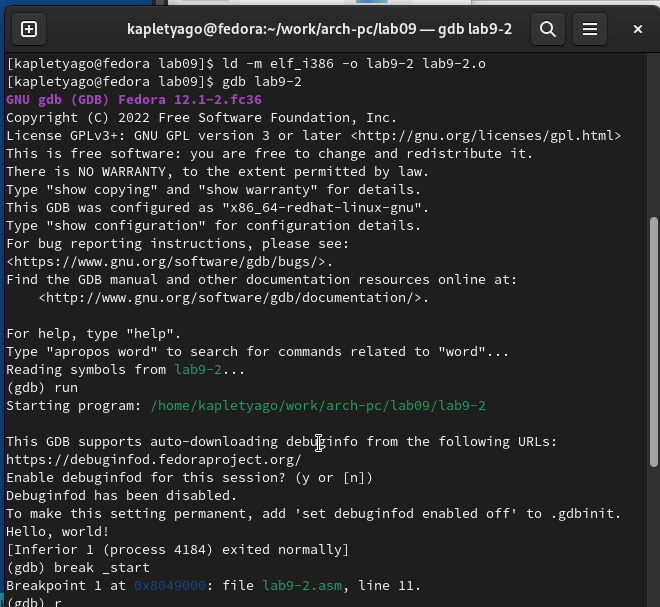 kapletyago@fedora:~/work/arch-pc/lab09 — gdb lab9-2
[kapletyago@fedora lab09]$ ld -m elf_i386 -o lab9-2 lab9-2.o
[kapletyago@fedora lab09]$ gdb lab9-2
GNU gdb (GDB) Fedora 12.1-2.fc36
Copyright (C) 2022 Free Software Foundation, Inc.
License GPLv3+: GNU GPL version 3 or later <http://gnu.org/licenses/gpl.html>
This is free software: you are free to change and redistribute it.
There is NO WARRANTY, to the extent permitted by law.
Type "show copying" and "show warranty" for details.
This GDB was configured as "x86_64-redhat-linux-gnu".
Type "show configuration" for configuration details.
For bug reporting instructions, please see:
<https://www.gnu.org/software/gdb/bugs/>.
Find the GDB manual and other documentation resources online at:
    <http://www.gnu.org/software/gdb/documentation/>.

For help, type "help".
Type "apropos word" to search for commands related to "word"...
Reading symbols from lab9-2...
(gdb) run
Starting program: /home/kapletyago/work/arch-pc/lab09/lab9-2

This GDB supports auto-downloading debuginfo from the following URLs:
https://debuginfod.fedoraproject.org/
Enable debuginfod for this session? (y or [n])
Debuginfod has been disabled.
To make this setting permanent, add 'set debuginfod enabled off' to .gdbinit.
Hello, world!
[Inferior 1 (process 4184) exited normally]
(gdb) break _start
Breakpoint 1 at 0x8049000: file lab9-2.asm, line 11.
(gdb) r